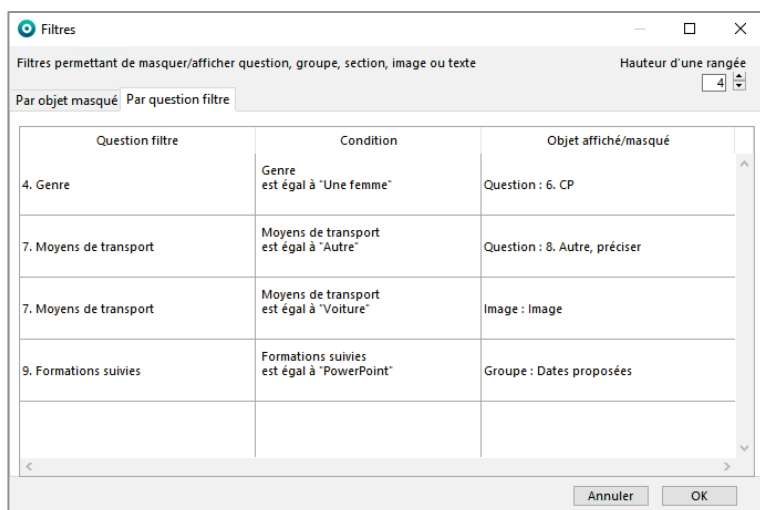 Filtres
Filtres permettant de masquer/afficher question, groupe, section, image ou texte
Hauteur d'une rangée
4
Par objet masqué Par question filtre
Question filtre Condition Objet affiché/masqué
4. Genre
Genre
est égal à "Une femme"
Question : 6. CP
7. Moyens de transport
Moyens de transport
est égal à "Autre"
Question : 8. Autre, préciser
7. Moyens de transport
Moyens de transport
est égal à "Voiture"
Image : Image
9. Formations suivies
Formations suivies
est égal à "PowerPoint"
Groupe : Dates proposées
Annuler OK